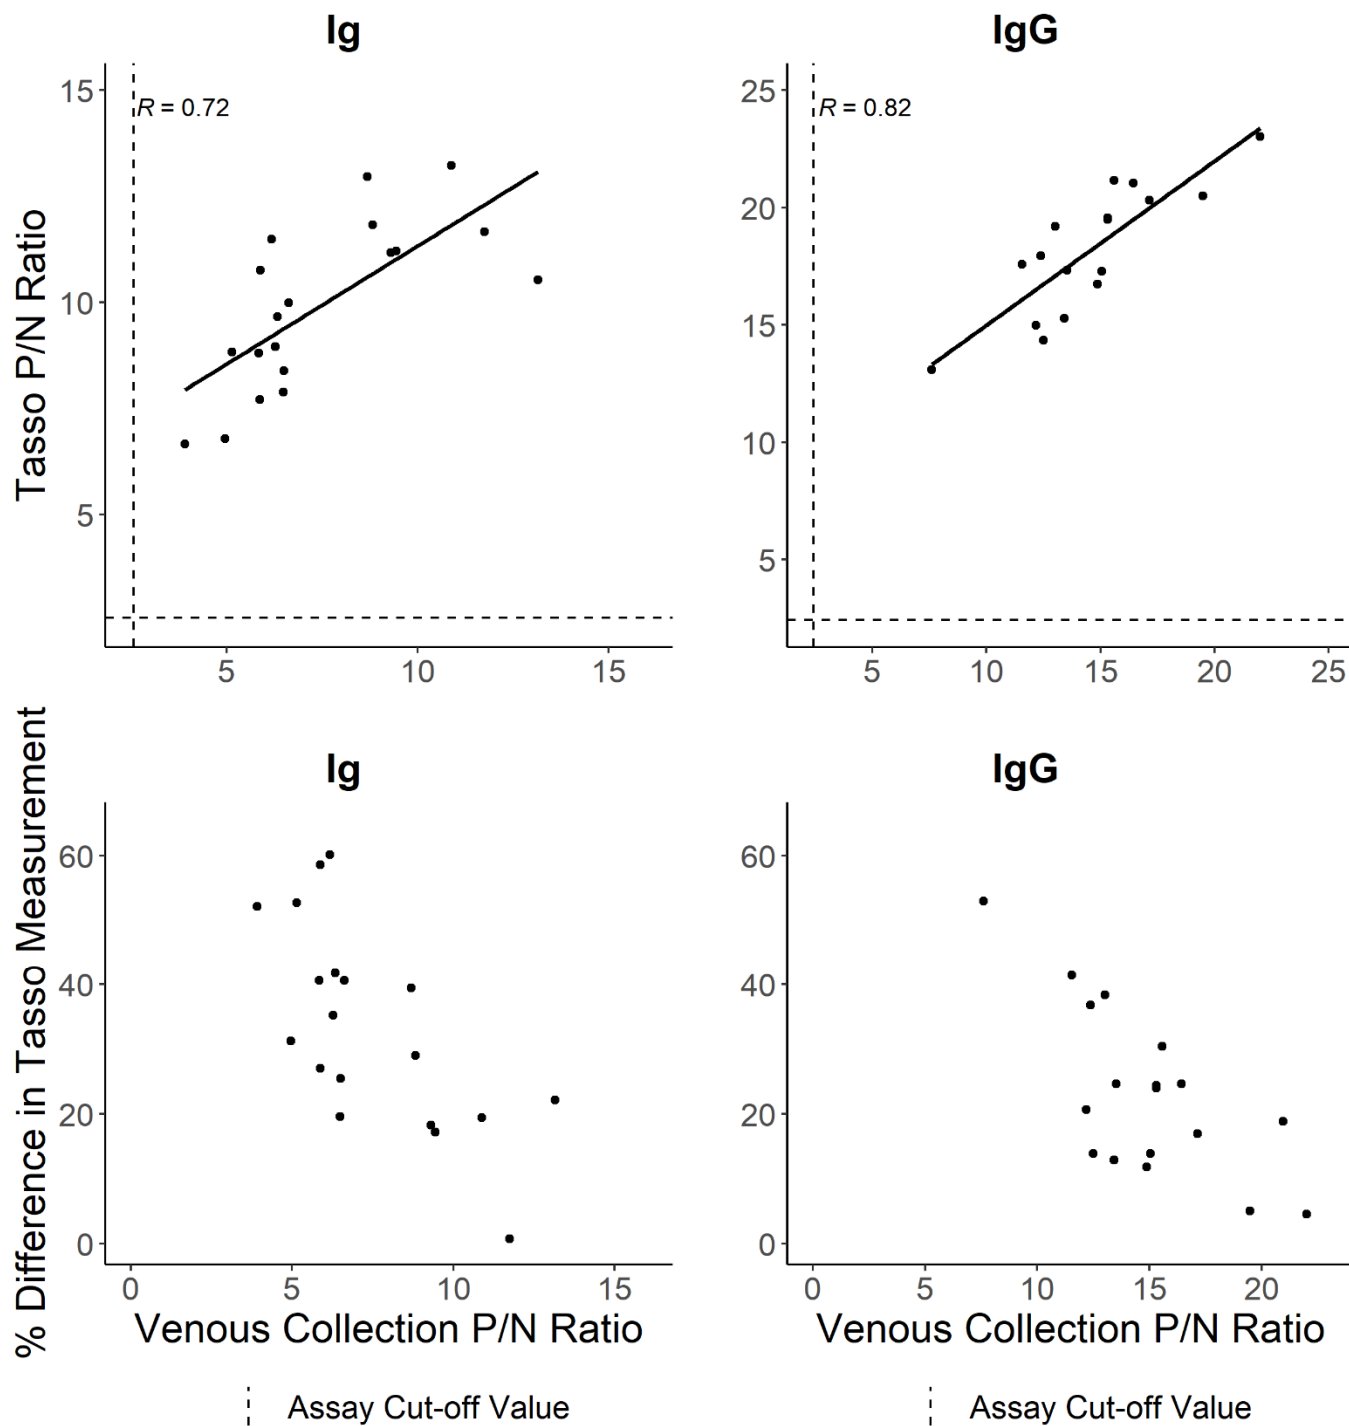 Ig
IgG
Tasso P/N Ratio
15
10
5
R = 0.72
5
10
15
25
20
15
10
5
R = 0.82
5
10
15
20
25
Ig
IgG
% Difference in Tasso Measurement
60
40
20
0
0
5
10
15
Venous Collection P/N Ratio
60
40
20
0
0
5
10
15
20
Venous Collection P/N Ratio
Assay Cut-off Value
Assay Cut-off Value